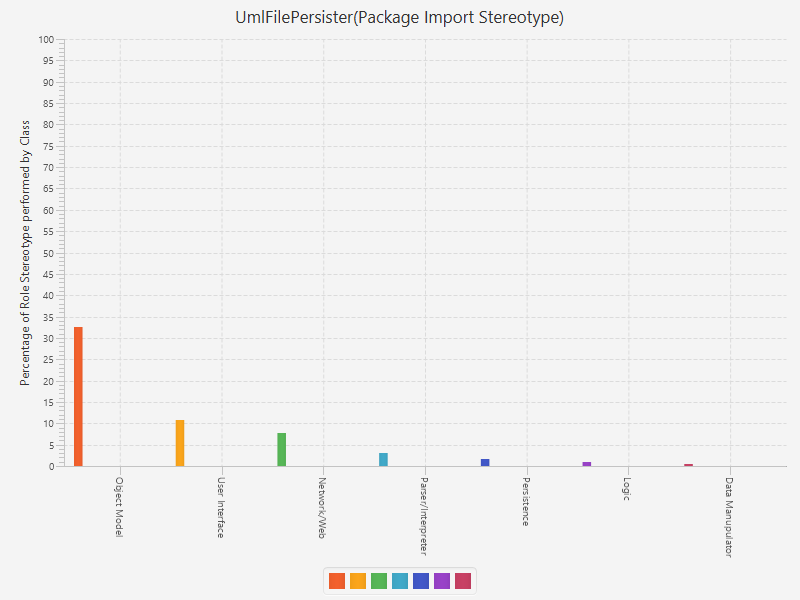 UmlFilePersister(Package Import Stereotype)
Percentage of Role Stereotype performed by Class
100
95
90
85
80
75
70
65
60
55
50
45
40
35
30
25
20
15
10
5
0
Object Model
User Interface
Network/Web
Parser/Interpreter
Persistence
Logic
Data Manupulator